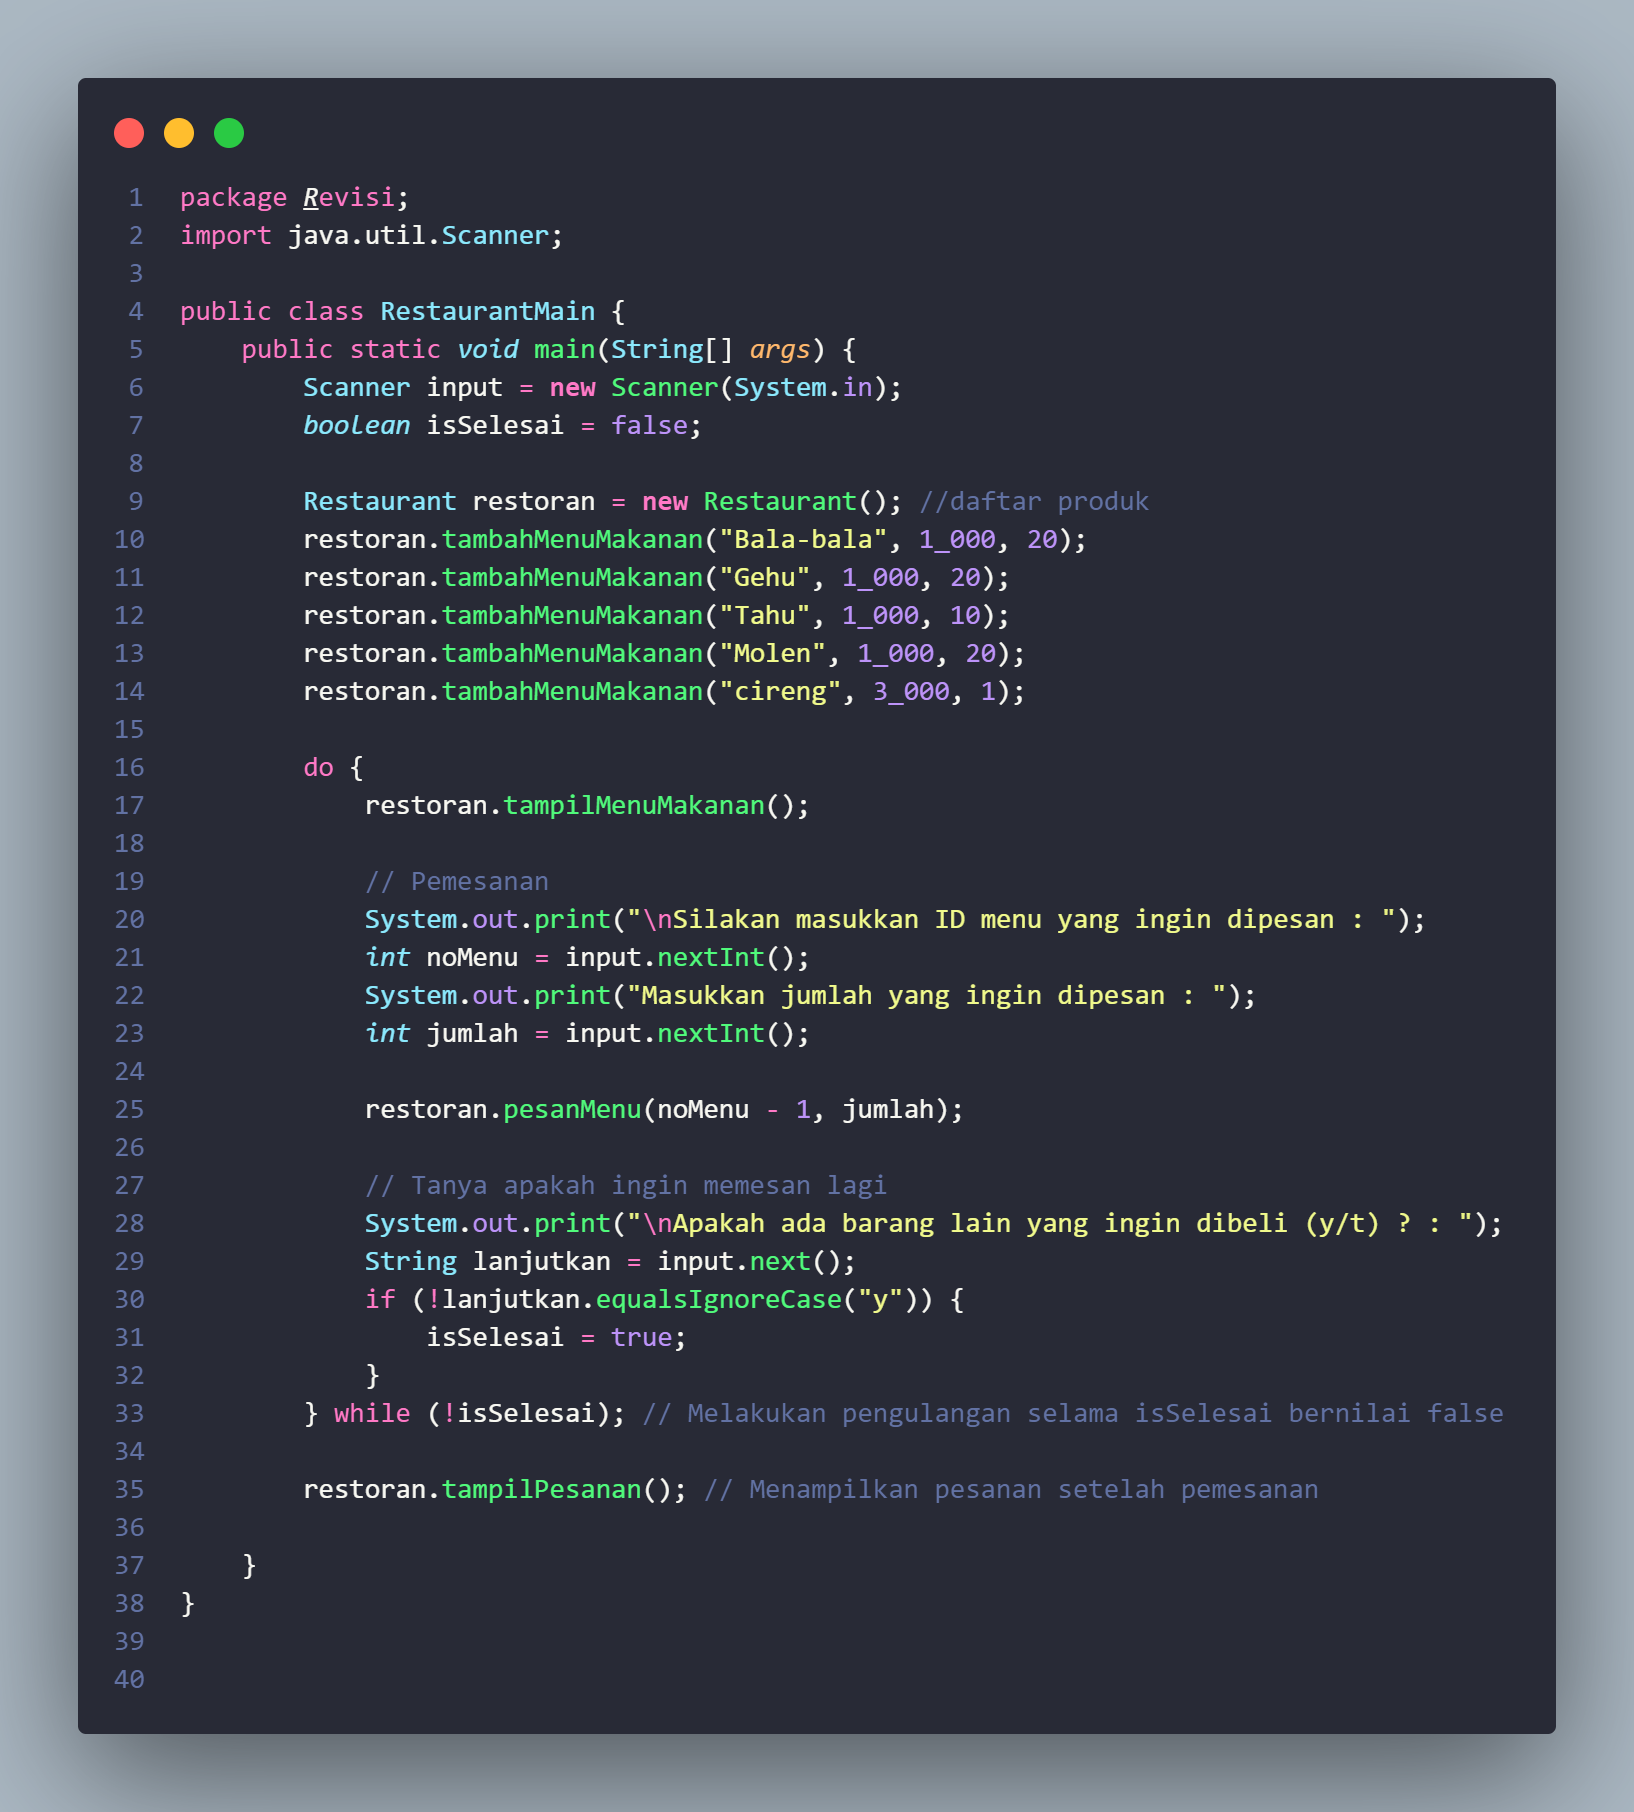 1 package Revisi;
2 import java.util.Scanner;
3
4 public class RestaurantMain {
5     public static void main(String[] args) {
6         Scanner input = new Scanner(System.in);
7         boolean isSelesai = false;
8
9         Restaurant restoran = new Restaurant(); //daftar produk
10         restoran.tambahMenuMakanan("Bala-bala", 1_000, 20);
11         restoran.tambahMenuMakanan("Gehu", 1_000, 20);
12         restoran.tambahMenuMakanan("Tahu", 1_000, 10);
13         restoran.tambahMenuMakanan("Molen", 1_000, 20);
14         restoran.tambahMenuMakanan("cireng", 3_000, 1);
15
16         do {
17             restoran.tampilMenuMakanan();
18
19             // Pemesanan
20             System.out.print("\nSilakan masukkan ID menu yang ingin dipesan : ");
21             int noMenu = input.nextInt();
22             System.out.print("Masukkan jumlah yang ingin dipesan : ");
23             int jumlah = input.nextInt();
24
25             restoran.pesanMenu(noMenu - 1, jumlah);
26
27             // Tanya apakah ingin memesan lagi
28             System.out.print("\nApakah ada barang lain yang ingin dibeli (y/t) ? : ");
29             String lanjutkan = input.next();
30             if (!lanjutkan.equalsIgnoreCase("y")) {
31                 isSelesai = true;
32             }
33         } while (!isSelesai); // Melakukan pengulangan selama isSelesai bernilai false
34
35         restoran.tampilPesanan(); // Menampilkan pesanan setelah pemesanan
36
37     }
38 }
39
40